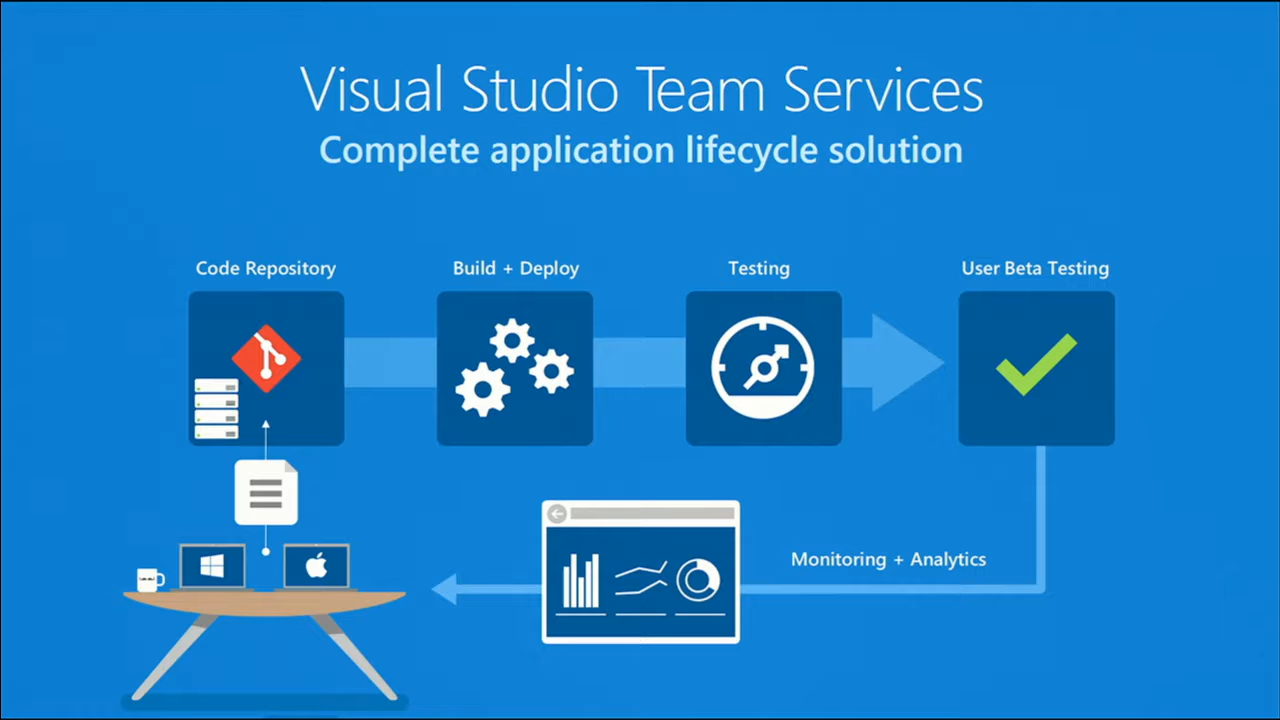 Visual Studio Team Services
Complete application lifecycle solution
Code Repository
Build + Deploy
Testing
User Beta Testing
Monitoring + Analytics